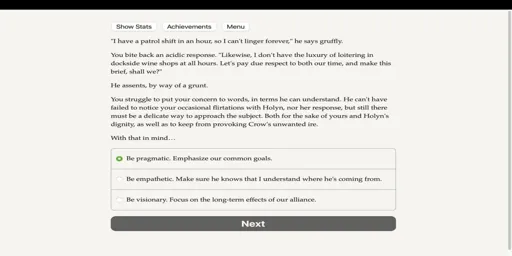 Show Stats Achievements Menu
"I have a patrol shift in an hour, so I can't linger forever," he says gruffly.
You bite back an acidic response. "Likewise, I don't have the luxury of loitering in
dockside wine shops at all hours. Let's pay due respect to both our time, and make this
brief, shall we?"
He assents, by way of a grunt.
You struggle to put your concern to words, in terms he can understand. He can't have
failed to notice your occasional flirtations with Holyn, nor her response, but still there
must be a delicate way to approach the subject. Both for the sake of yours and Holyn's
dignity, as well as to keep from provoking Crow's unwanted ire.
With that in mind…
Be pragmatic. Emphasize our common goals.
Be empathetic. Make sure he knows that I understand where he's coming from.
Be visionary. Focus on the long-term effects of our alliance.
Next